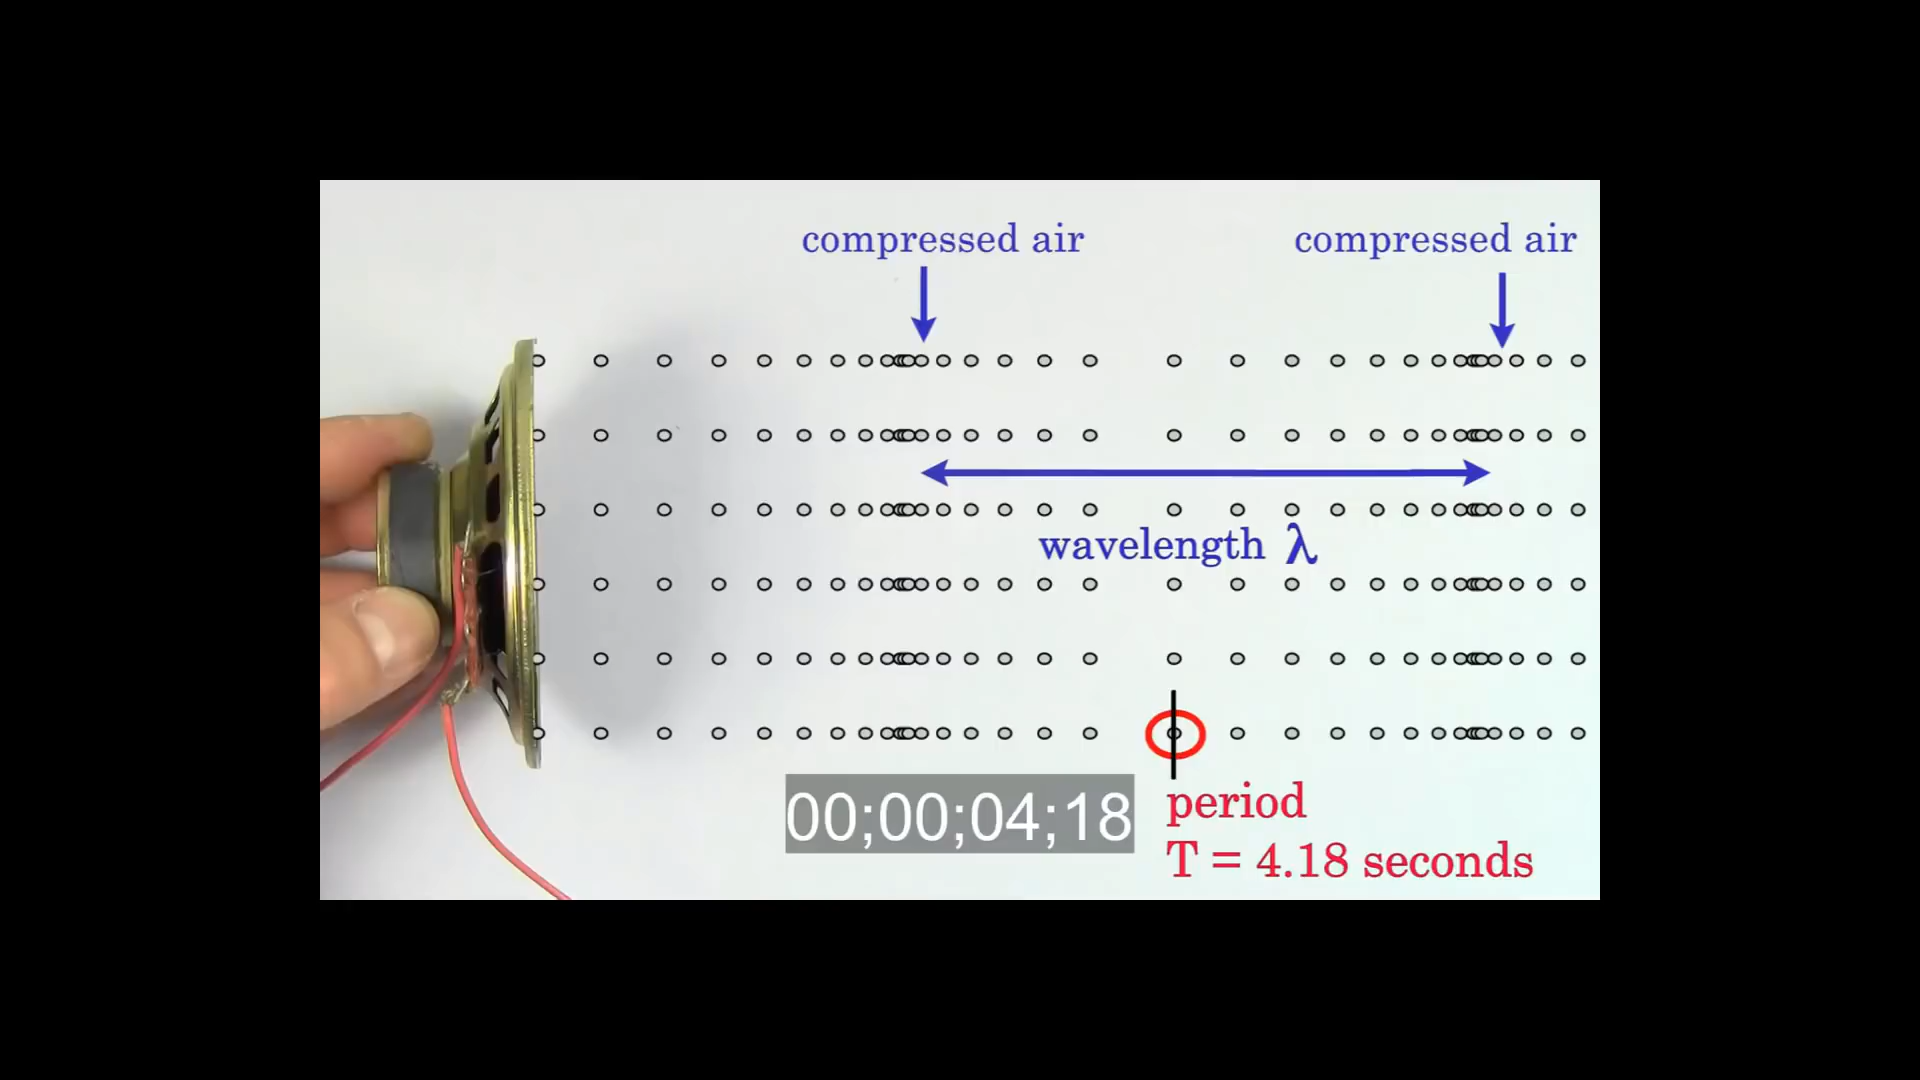 compressed air
compressed air
wavelength λ
00;00;04;18
period
T = 4.18 seconds